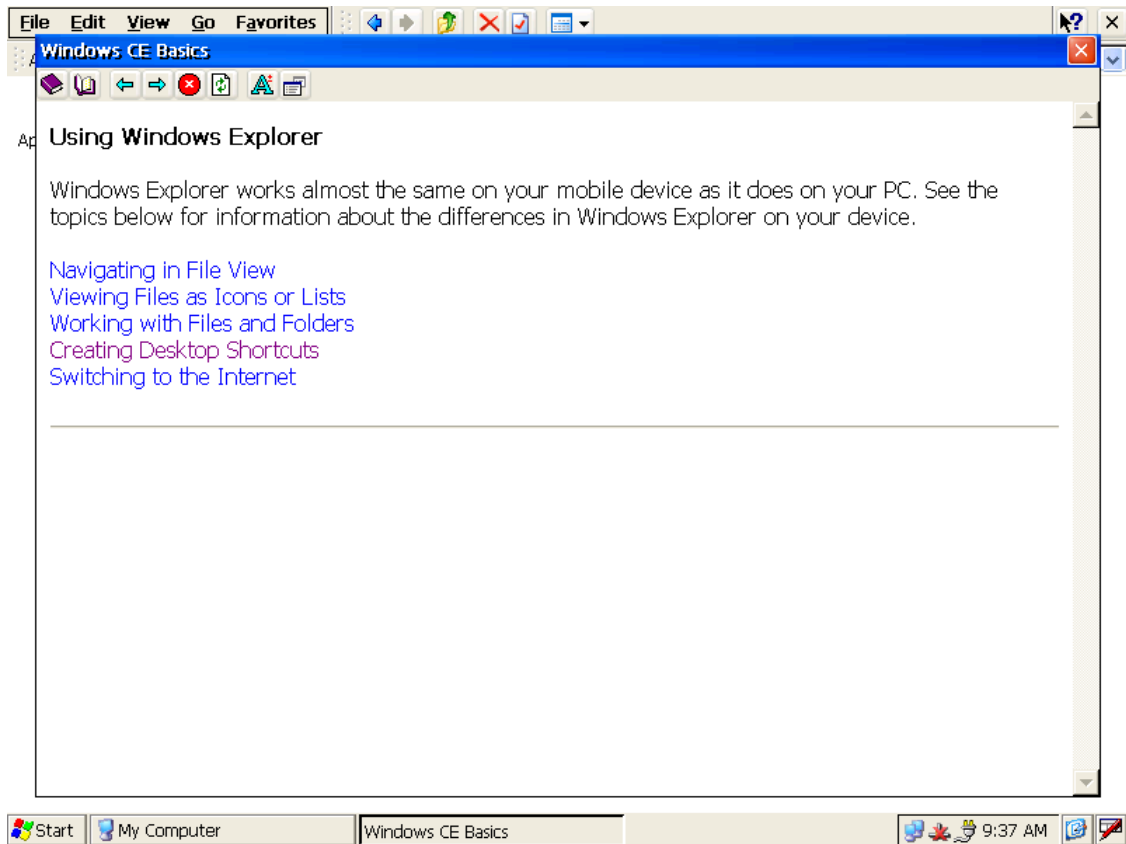 File Edit View Go Favorites
Windows CE Basics
Using Windows Explorer
Windows Explorer works almost the same on your mobile device as it does on your PC. See the
topics below for information about the differences in Windows Explorer on your device.
Navigating in File View
Viewing Files as Icons or Lists
Working with Files and Folders
Creating Desktop Shortcuts
Switching to the Internet
Start My Computer Windows CE Basics 9:37 AM